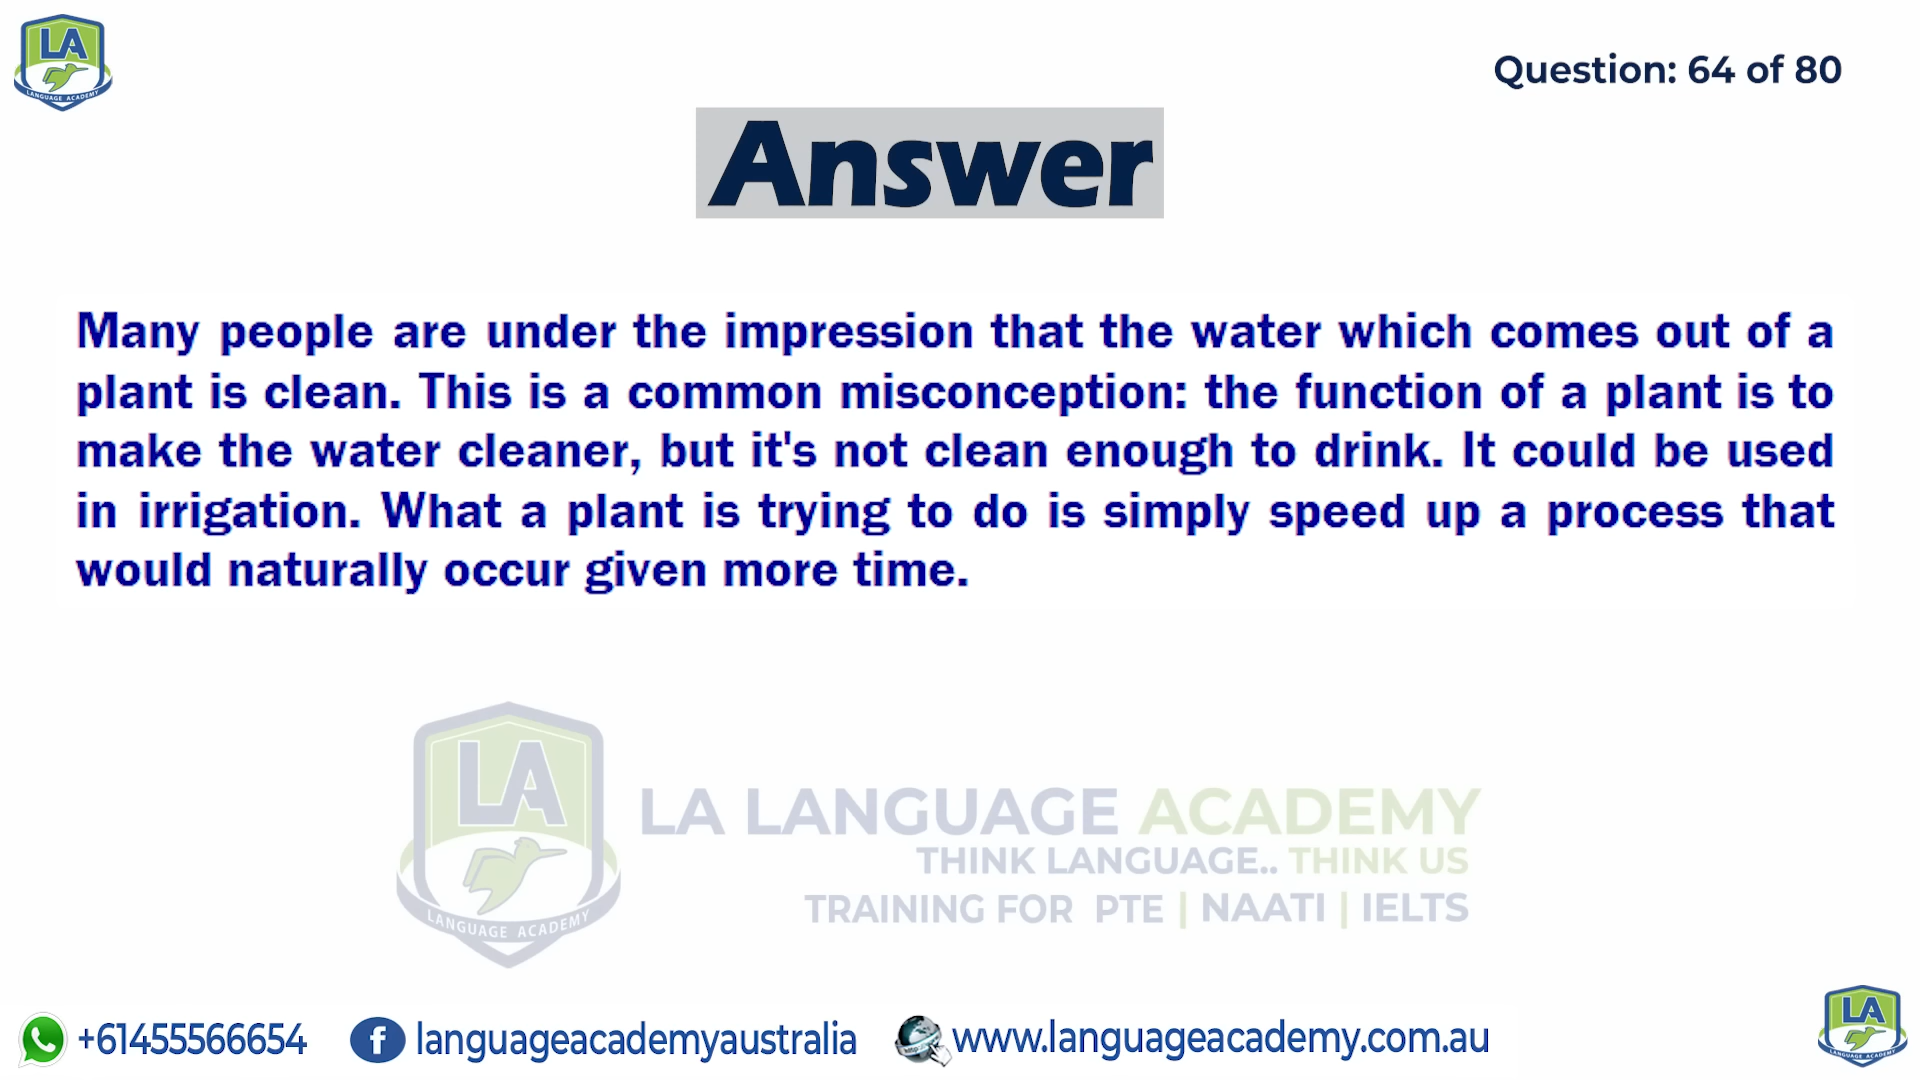 LA
LANGUAGE ACADEMY
Question: 64 of 80
Answer
Many people are under the impression that the water which comes out of a
plant is clean. This is a common misconception: the function of a plant is to
make the water cleaner, but it's not clean enough to drink. It could be used
in irrigation. What a plant is trying to do is simply speed up a process that
would naturally occur given more time.
LA
LANGUAGE ACADEMY
LA LANGUAGE ACADEMY
THINK LANGUAGE.. THINK US
TRAINING FOR PTE | NAATI | IELTS
+61455566654
f languageacademyaustralia
http www.languageacademy.com.au
LA
LANGUAGE ACADEMY